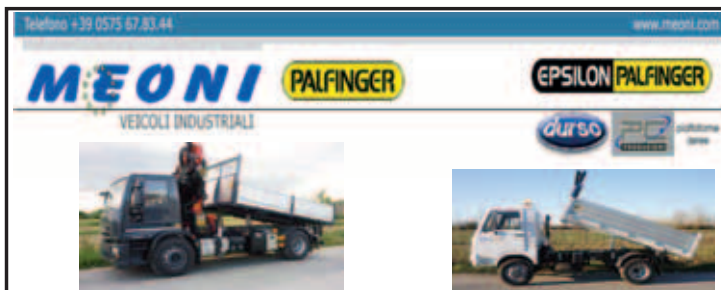 Telefono +39 0575 67.83.44
www.meoni.com
MEONI
PALFINGER
EPSILON PALFINGER
VEICOLI INDUSTRIALI
durso